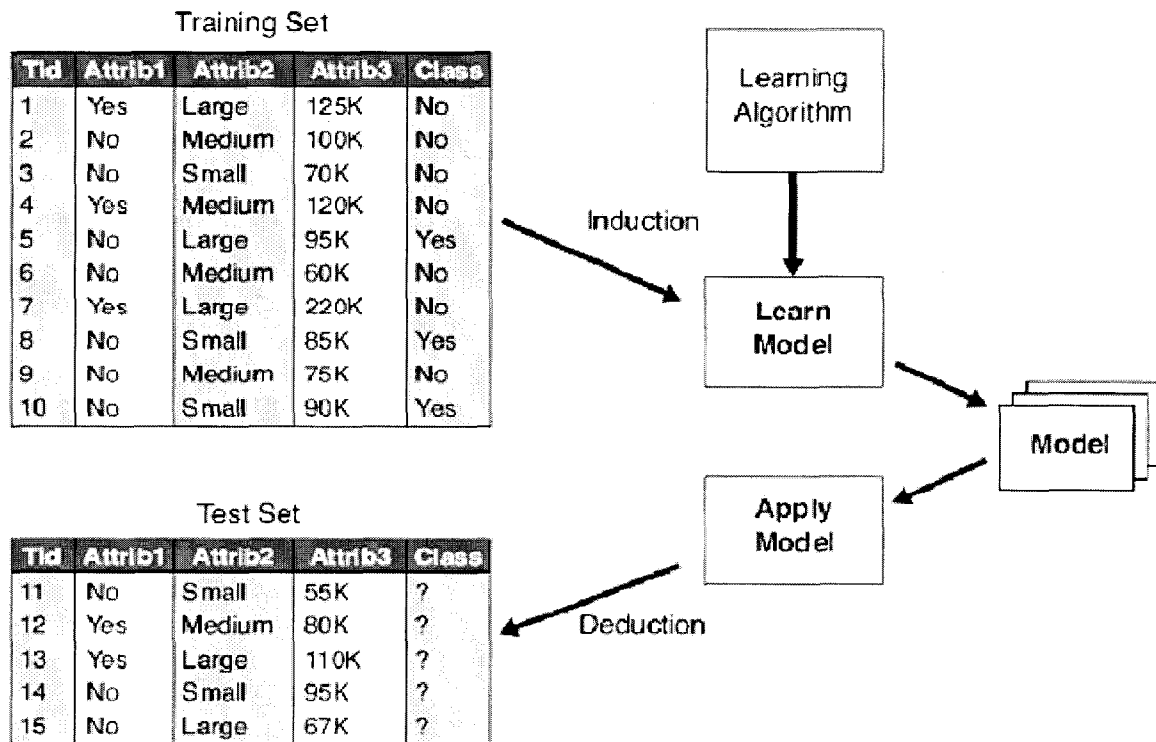 Training Set
Tid Attrib1 Attrib2 Attrib3 Class
1 Yes Large 125K No
2 No Medium 100K No
3 No Small 70K No
4 Yes Medium 120K No
5 No Large 95K Yes
6 No Medium 60K No
7 Yes Large 220K No
8 No Small 85K Yes
9 No Medium 75K No
10 No Small 90K Yes
Learning
Algorithm
Induction
Learn
Model
Model
Apply
Model
Deduction
Test Set
Tid Attrib1 Attrib2 Attrib3 Class
11 No Small 55K ?
12 Yes Medium 80K ?
13 Yes Large 110K ?
14 No Small 95K ?
15 No Large 67K ?